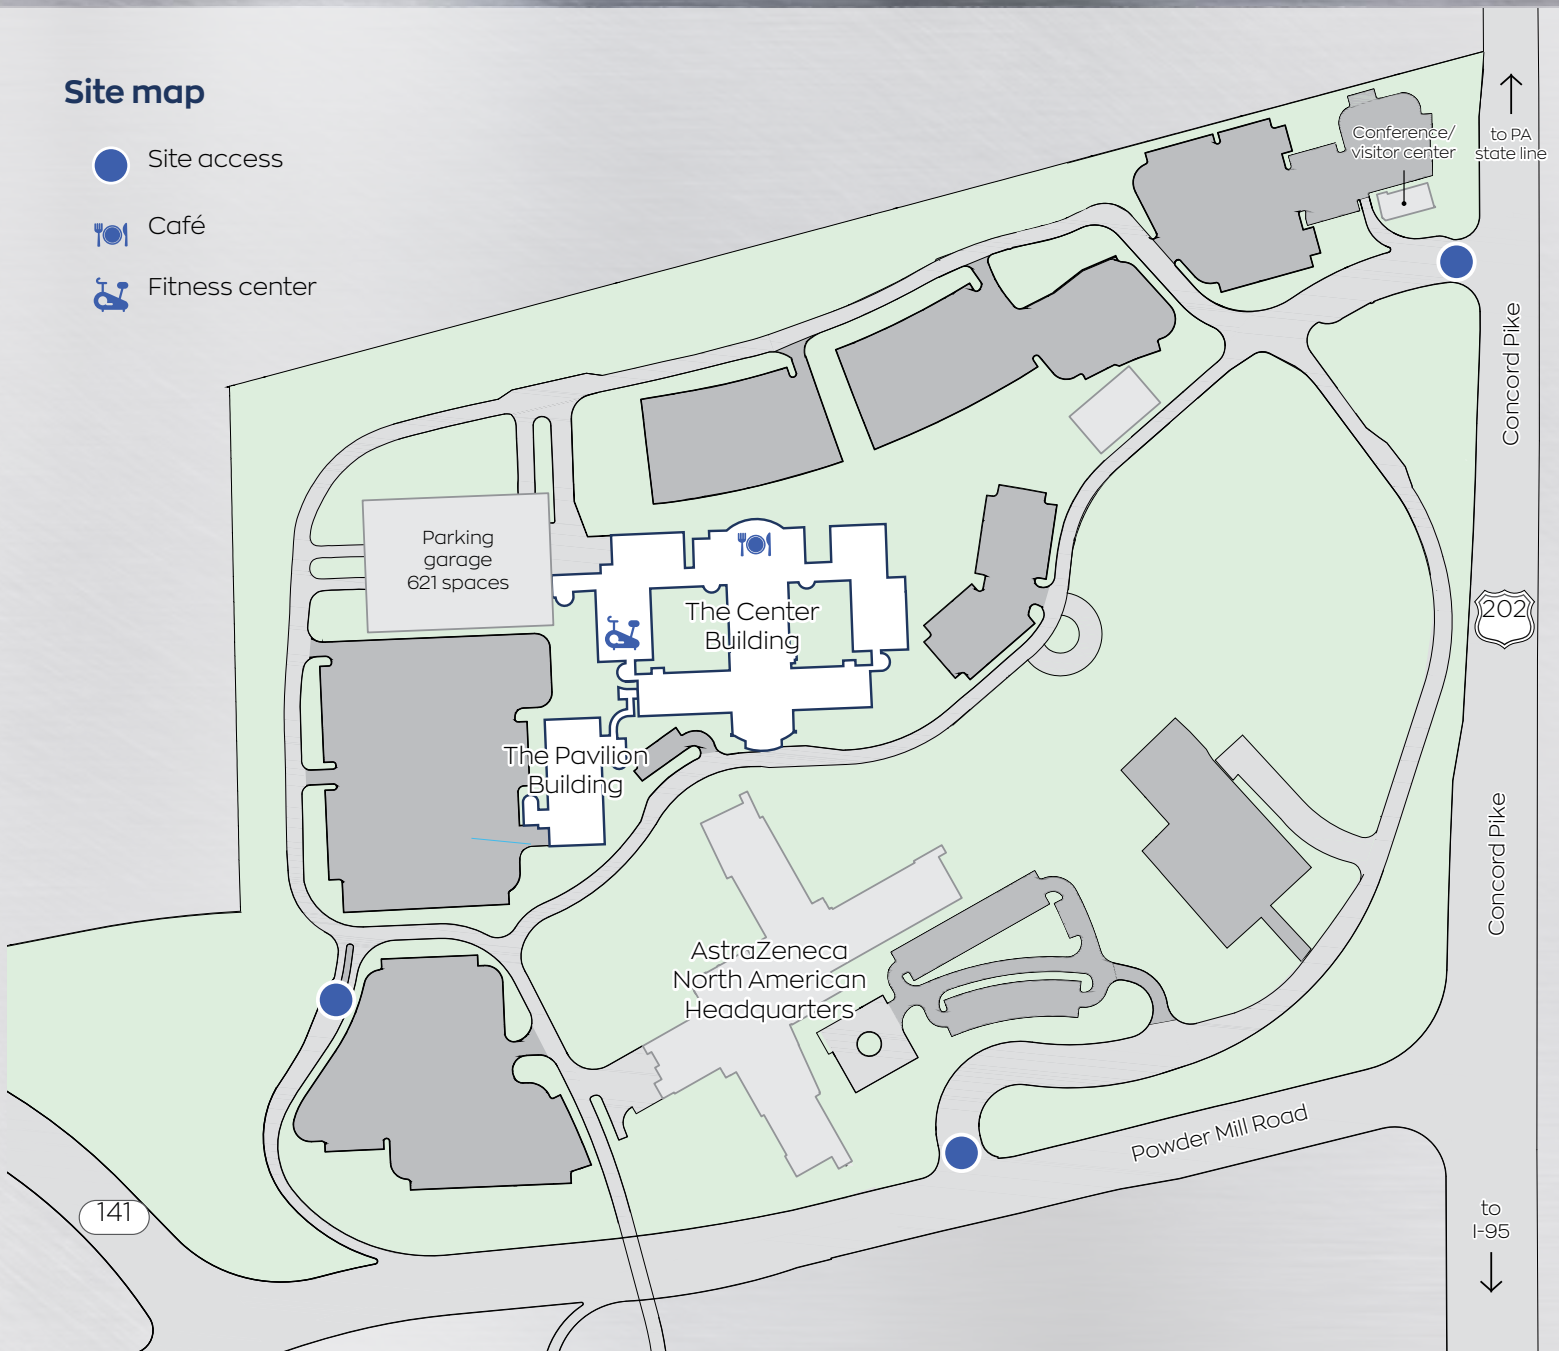 Site map
Site access
Café
Fitness center
Conference/
visitor center
to PA
state line
Concord Pike
Parking
garage
621 spaces
The Center
Building
202
The Pavilion
Building
Concord Pike
AstraZeneca
North American
Headquarters
Powder Mill Road
141
to
I-95